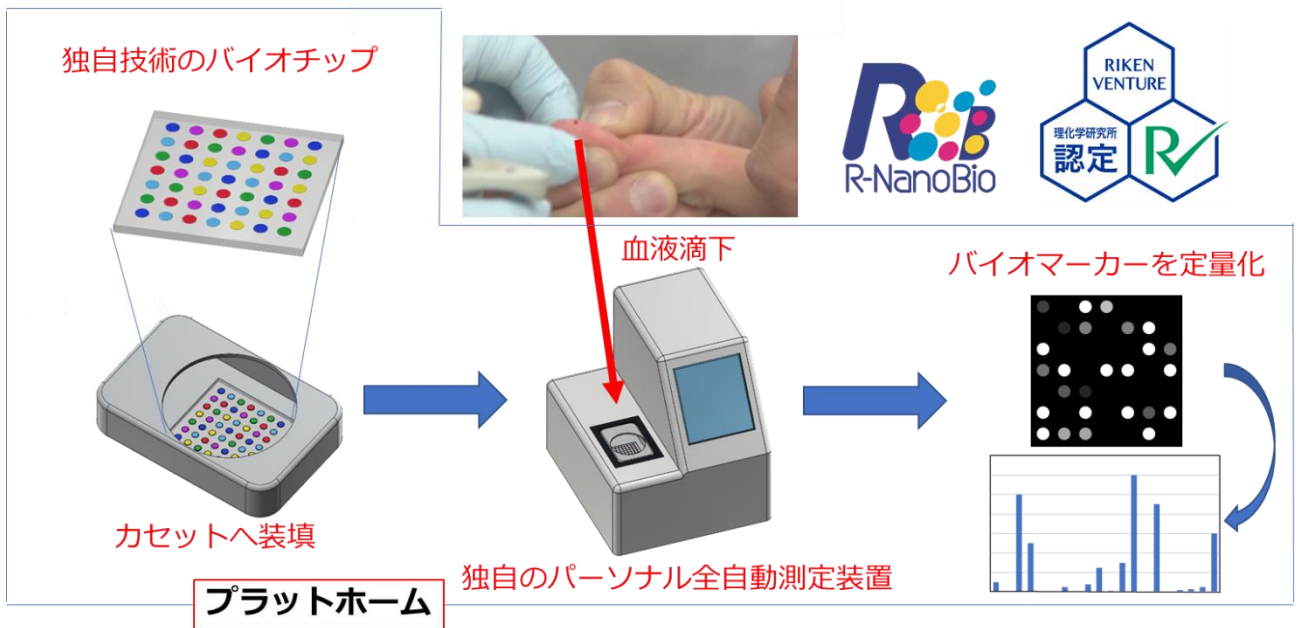 独自技術のバイオチップ
R B
R-NanoBio
RIKEN
VENTURE
理化学研究所
認定
R
血液滴下
バイオマーカーを定量化
カセットへ装填
独自のパーソナル全自動測定装置
プラットホーム